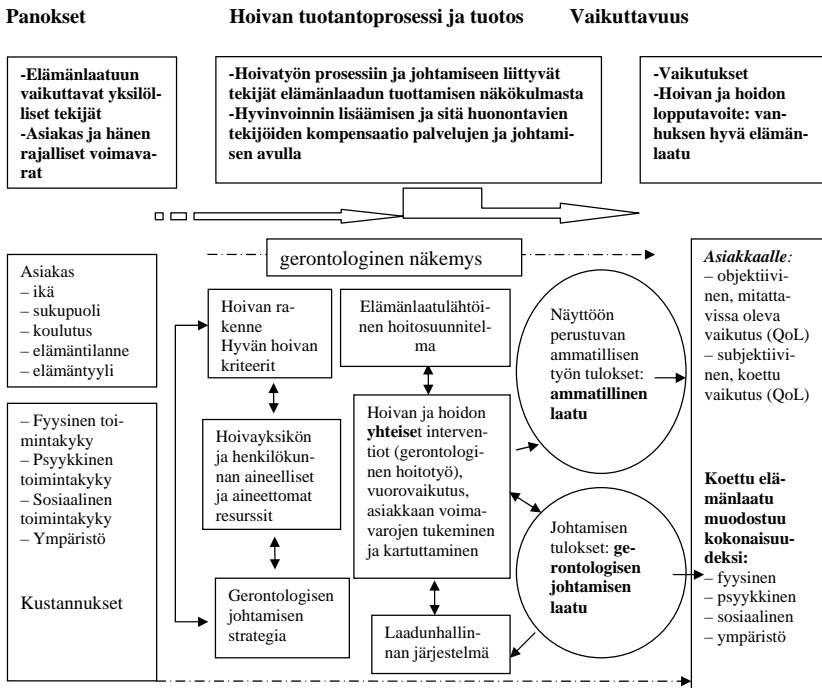 Panokset
Hoivan tuotantoprosessi ja tuotos
Vaikuttavuus
-Elämänlaatuun
vaikuttavat yksilöl-
liset tekijät
-Asiakas ja hänen
rajalliset voimava-
rat
-Hoivatyön prosessiin ja johtamiseen liittyvät
tekijät elämänlaadun tuottamisen näkökulmasta
-Hyvinvoinnin lisäämisen ja sitä huonontavien
tekijöiden kompensaatio palvelujen ja johtami-
sen avulla
-Vaikutukset
-Hoivan ja hoidon
lopputavoite: van-
huksen hyvä elämän-
laatu
gerontologinen näkemys
Asiakas
– ikä
– sukupuoli
– koulutus
– elämäntilanne
– elämäntyyli
– Fyysinen toi-
mintakyky
– Psyykkinen
toimintakyky
– Sosiaalinen
toimintakyky
– Ympäristö
Kustannukset
Hoivan ra-
kenne
Hyvän hoivan
kriteerit
Hoivayksikön
ja henkilökun-
nan aineelliset
ja aineettomat
resurssit
Gerontologisen
johtamisen
strategia
Elämänlaatulähtöi-
nen hoitosuunnitel-
ma
Hoivan ja hoidon
yhteiset interven-
tiot (gerontologi-
nen hoitotyö),
vuorovaikutus,
asiakkaan voima-
varojen tukeminen
ja kartuttaminen
Laadunhallin-
nan järjestelmä
Näyttöön
perustuvan
ammatillisen
työn tulokset:
ammatillinen
laatu
Johtamisen
tulokset: ge-
rontologisen
johtamisen
laatu
Asiakkaalle:
– objektiivi-
nen, mitatta-
vissa oleva
vaikutus (QoL)
– subjektiivi-
nen, koettu
vaikutus (QoL)
Koettu elä-
mänlaatu
muodostuu
kokonaisuu-
deksi:
– fyysinen
– psyykkinen
– sosiaalinen
– ympäristö